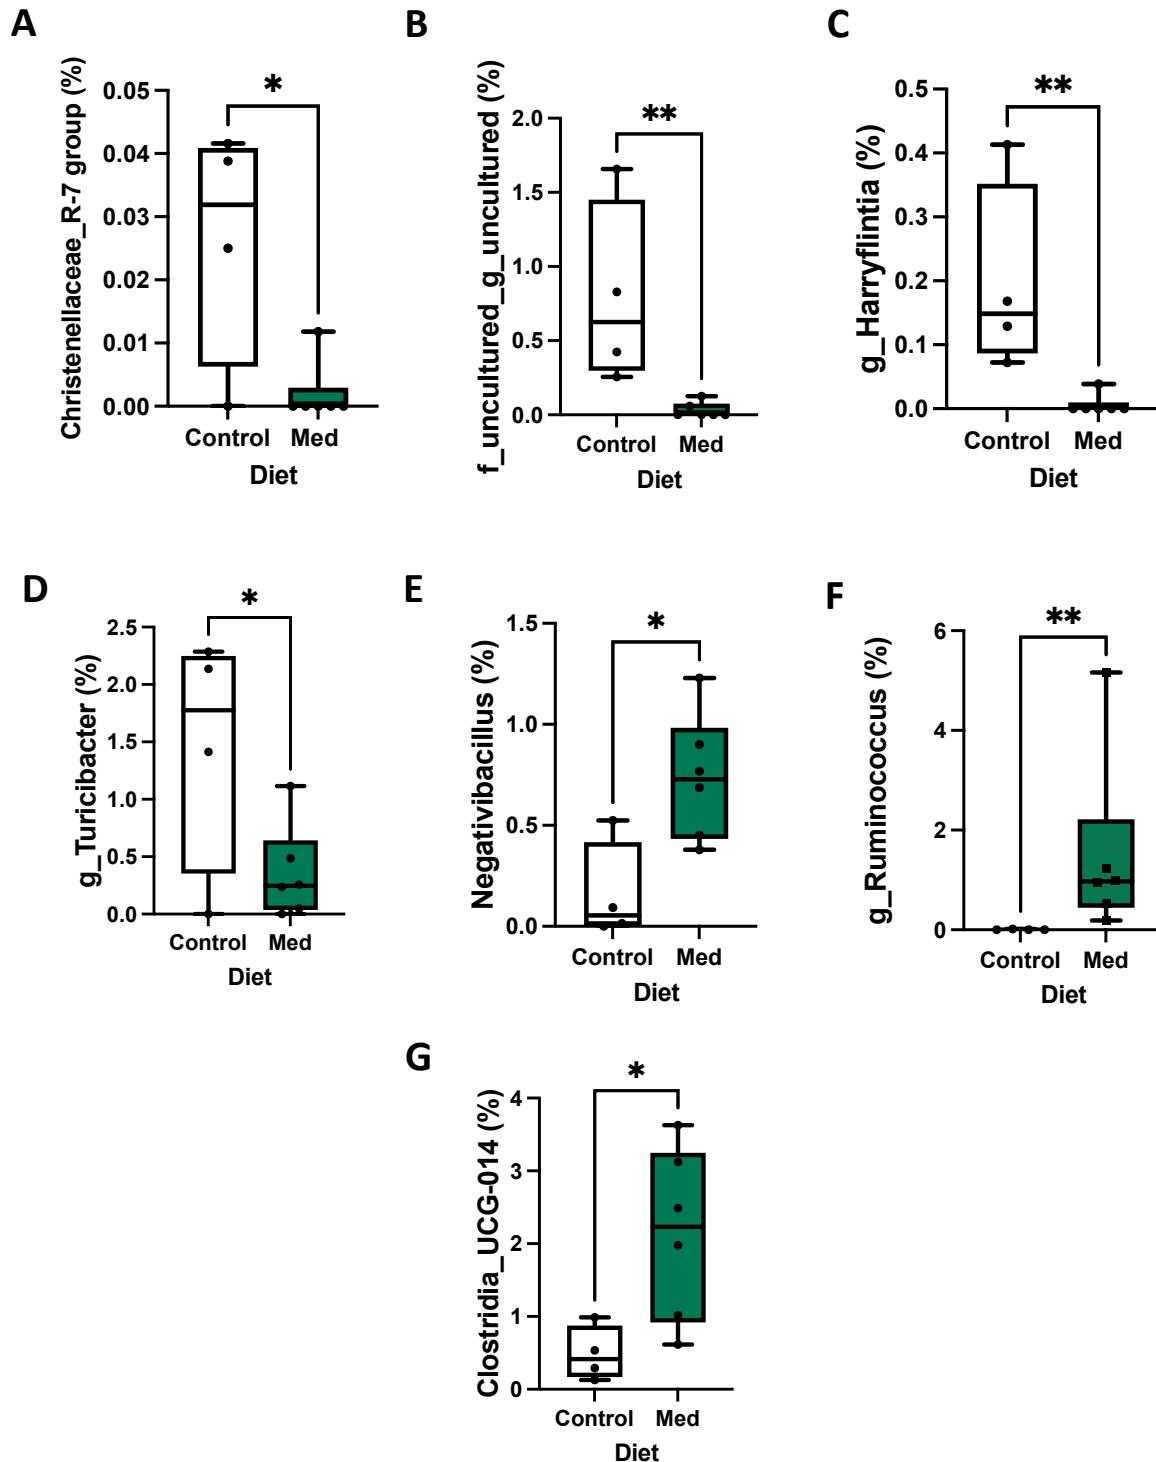 A
Christenellaceae_R-7 group (%)
0.05
0.04
0.03
0.02
0.01
0.00
*
Control Med
Diet
B
f_uncultured_g_uncultured (%)
2.0
1.5
1.0
0.5
0.0
**
Control Med
Diet
C
g_Harryflintia (%)
0.5
0.4
0.3
0.2
0.1
0.0
**
Control Med
Diet
D
g_Turicibacter (%)
2.5
2.0
1.5
1.0
0.5
0.0
*
Control Med
Diet
E
Negativibacillus (%)
1.5
1.0
0.5
0.0
*
Control Med
Diet
F
g_Ruminococcus (%)
6
4
2
0
**
Control Med
Diet
G
Clostridia_UCG-014 (%)
4
3
2
1
0
*
Control Med
Diet